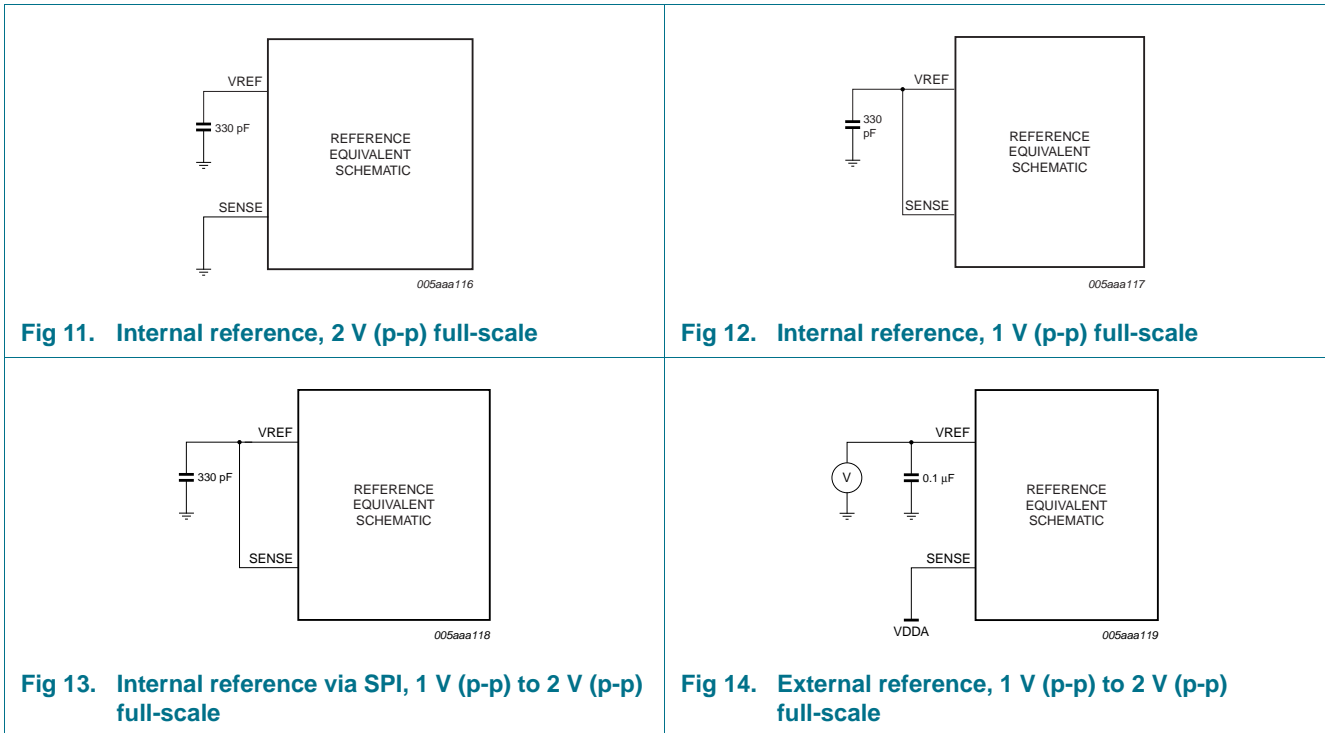 VREF
330 pF
REFERENCE
EQUIVALENT
SCHEMATIC
SENSE
005aaa116
Fig 11. Internal reference, 2 V (p-p) full-scale
VREF
330
pF
REFERENCE
EQUIVALENT
SCHEMATIC
SENSE
005aaa117
Fig 12. Internal reference, 1 V (p-p) full-scale
VREF
330 pF
REFERENCE
EQUIVALENT
SCHEMATIC
SENSE
005aaa118
Fig 13. Internal reference via SPI, 1 V (p-p) to 2 V (p-p)
full-scale
VREF
V
0.1 μF
REFERENCE
EQUIVALENT
SCHEMATIC
SENSE
VDDA
005aaa119
Fig 14. External reference, 1 V (p-p) to 2 V (p-p)
full-scale